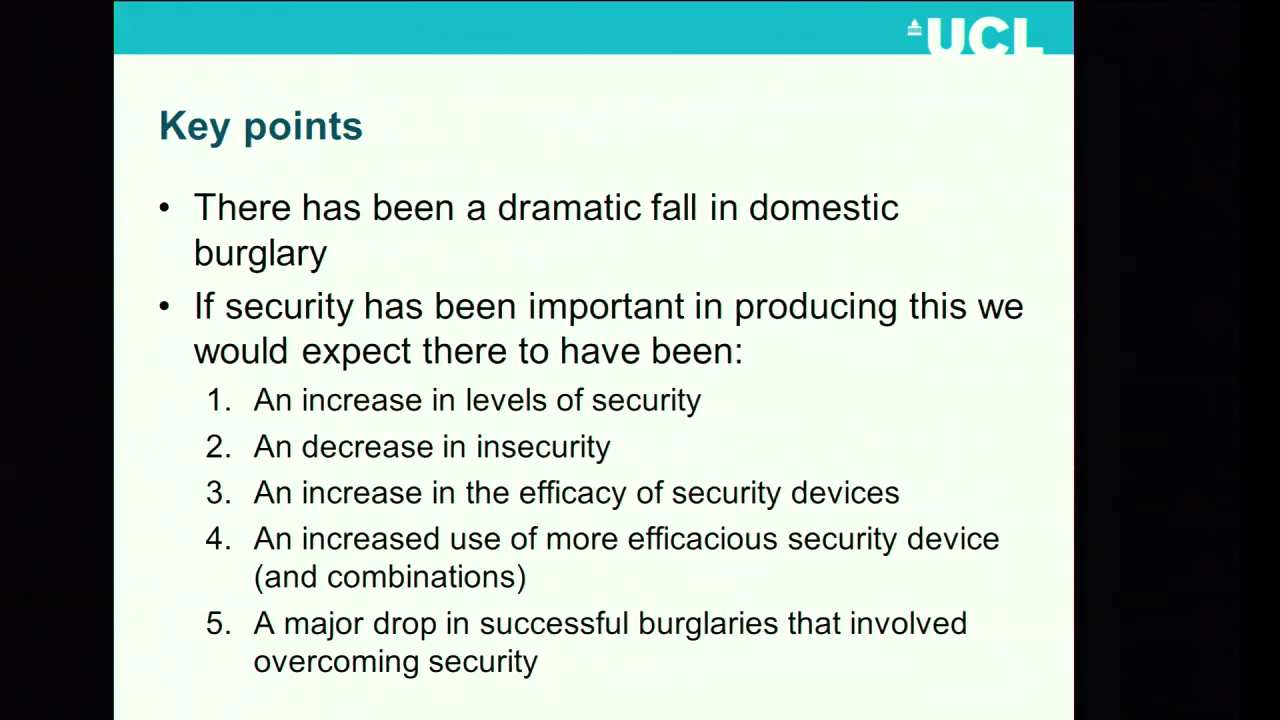 UCL
Key points
• There has been a dramatic fall in domestic
burglary
• If security has been important in producing this we
would expect there to have been:
1. An increase in levels of security
2. An decrease in insecurity
3. An increase in the efficacy of security devices
4. An increased use of more efficacious security device
(and combinations)
5. A major drop in successful burglaries that involved
overcoming security